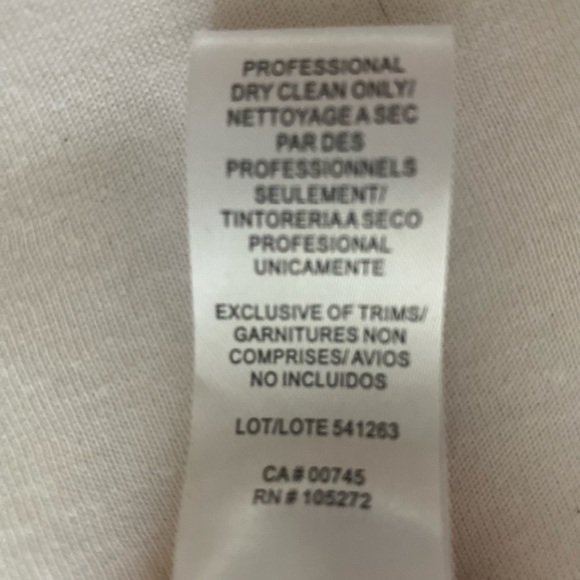 PROFESSIONAL
DRY CLEAN ONLY/
NETTOYAGE A SEC
PAR DES
PROFESSIONNELS
SEULEMENT/
TINTORERIA A SECO
PROFESIONAL
UNICAMENTE
EXCLUSIVE OF TRIMS/
GARNITURES NON
COMPRISES/ AVIOS
NO INCLUIDOS
LOT/LOTE 541263
CA # 00745
RN # 105272